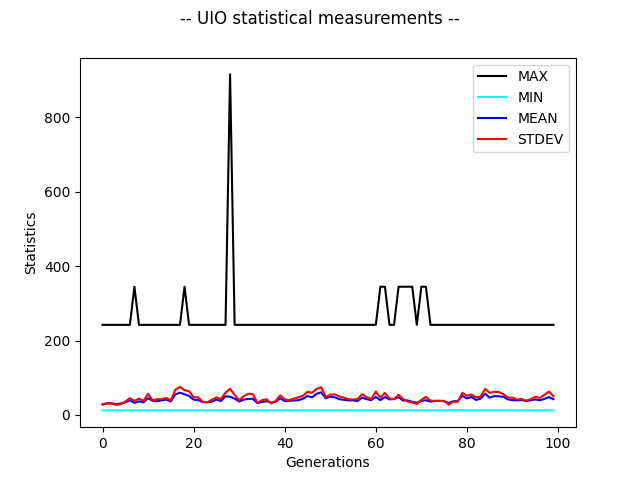 -- UIO statistical measurements --
MAX
MIN
MEAN
STDEV
800
600
400
200
0
Statistics
0 20 40 60 80 100
Generations